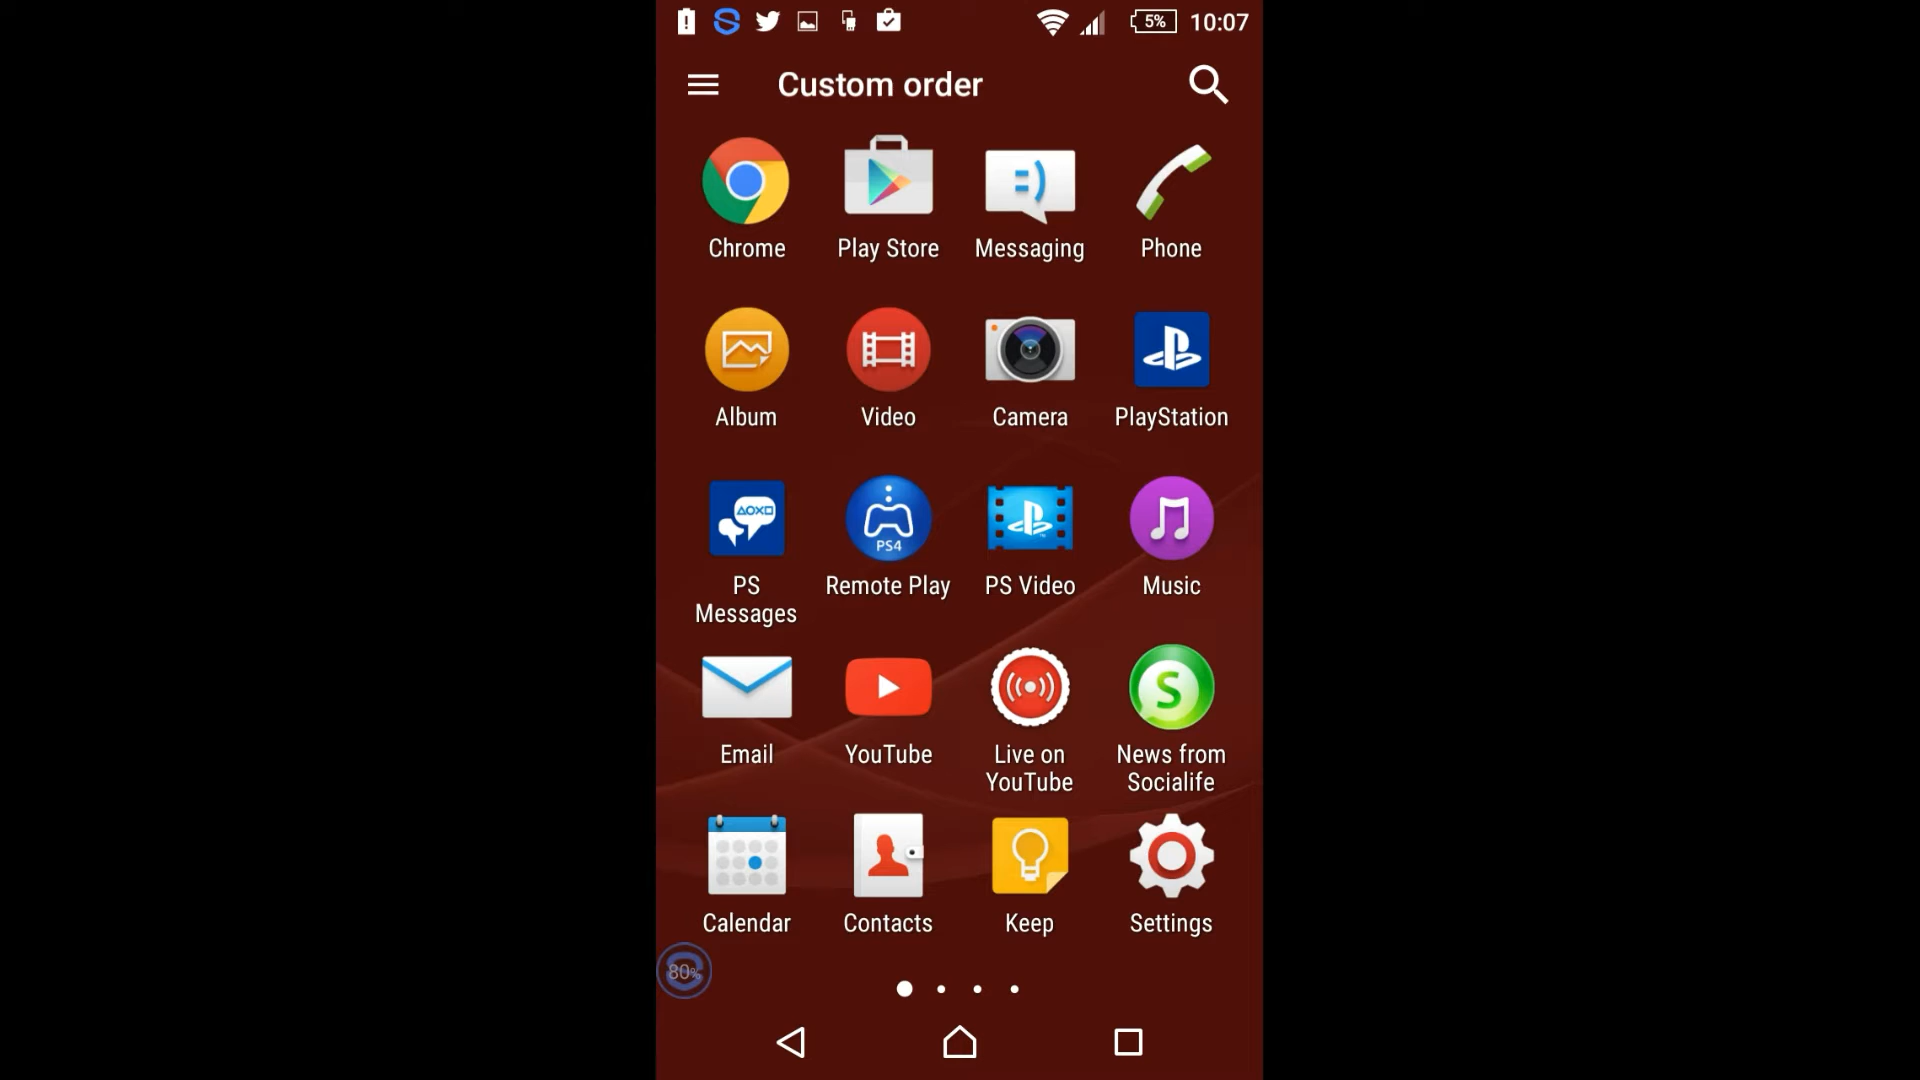 5% 10:07
Custom order
Chrome Play Store Messaging Phone
Album Video Camera PlayStation
PS4
PS Messages Remote Play PS Video Music
S
Email YouTube Live on YouTube News from Socialife
Calendar Contacts Keep Settings
80%